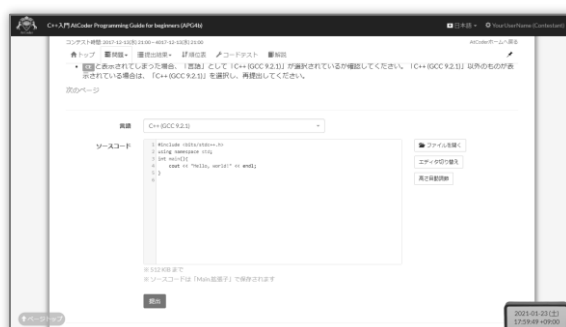 C++入門 AtCoder Programming Guide for beginners (APG4b)
日本語
YourUserName (Contestant)
コンテスト時間: 2017-12-13(水) 21:00 ~ 4017-12-13(水) 21:00
AtCoderホームへ戻る
トップ 問題 提出結果 順位表 コードテスト 解説
CE と表示されてしまった場合、「言語」として「C++ (GCC 9.2.1)」が選択されているか確認してください。「C++ (GCC 9.2.1)」以外のものが表
示されている場合は、「C++ (GCC 9.2.1)」を選択し、再提出してください。
次のページ
言語 C++ (GCC 9.2.1)
ソースコード
1 #include <bits/stdc++.h>
2 using namespace std;
3 int main(){
4 cout << "Hello, world!" << endl;
5 }
6
ファイルを開く
エディタ切り替え
高さ自動調節
※ 512 KiB まで
※ ソースコードは「Main.拡張子」で保存されます
提出
ページトップ
2021-01-23 (土)
17:59:49 +09:00